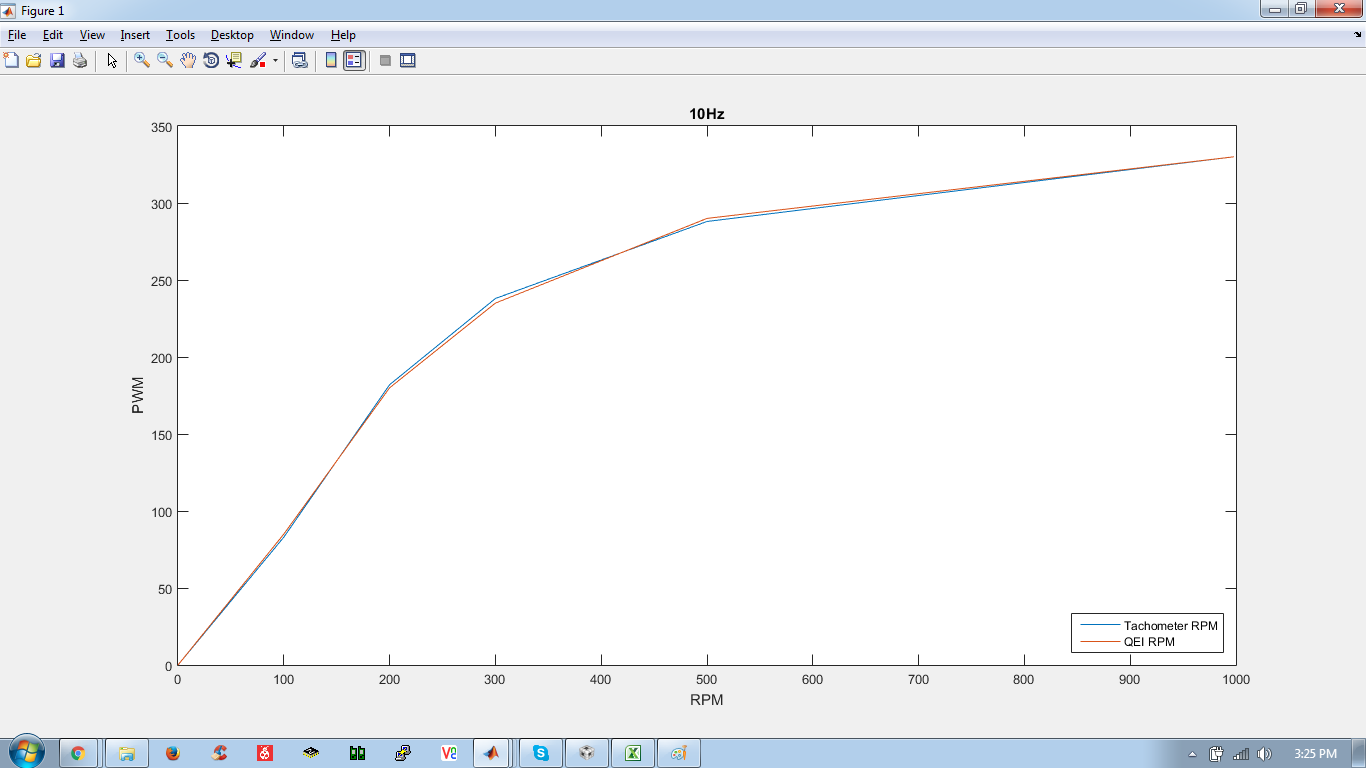 Figure 1
File Edit View Insert Tools Desktop Window Help
10Hz
350
300
250
200
150
100
50
0
PWM
0 100 200 300 400 500 600 700 800 900 1000
RPM
Tachometer RPM
QEI RPM
3:25 PM